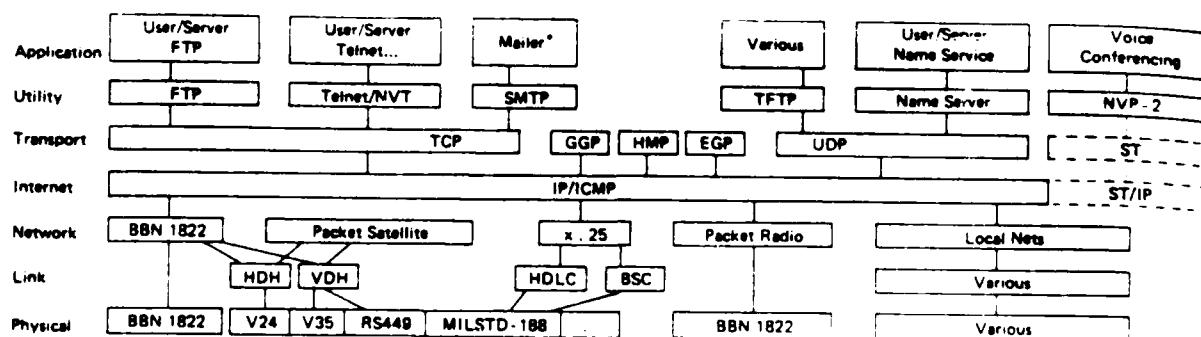 Application
User/Server
FTP
User/Server
Telnet...
Mailer*
Various
User/Server
Name Service
Voice
Conferencing
Utility
FTP
Telnet/NVT
SMTP
TFTP
Name Server
NVP-2
Transport
TCP
GGP
HMP
EGP
UDP
ST
Internet
IP/ICMP
ST/IP
Network
BBN 1822
Packet Satellite
x.25
Packet Radio
Local Nets
Link
HDH
VDH
HDLC
BSC
Various
Physical
BBN 1822
V24
V35
RS449
MILSTD-188
BBN 1822
Various